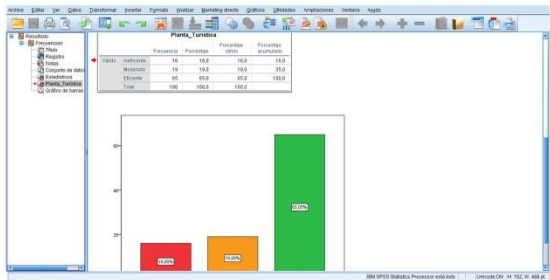 Archivo Editar Ver Datos Transformar Insertar Formato Analizar Marketing directo Gráficos Utilidades Ampliaciones Ventana Ayuda
Resultado
Frecuencias
Título
Registro
Notas
Conjunto de datos
Estadísticos
Planta_Turística
Gráfico de barras
Planta_Turística
Frecuencia Porcentaje Porcentaje válido Porcentaje acumulado
Válido Ineficiente 16 16,0 16,0 16,0
Moderado 19 19,0 19,0 35,0
Eficiente 65 65,0 65,0 100,0
Total 100 100,0 100,0
60
40
20
65,00%
19,00%
16,00%
IBM SPSS Statistics Processor está listo Unicode:ON H: 152, W: 468 pt.